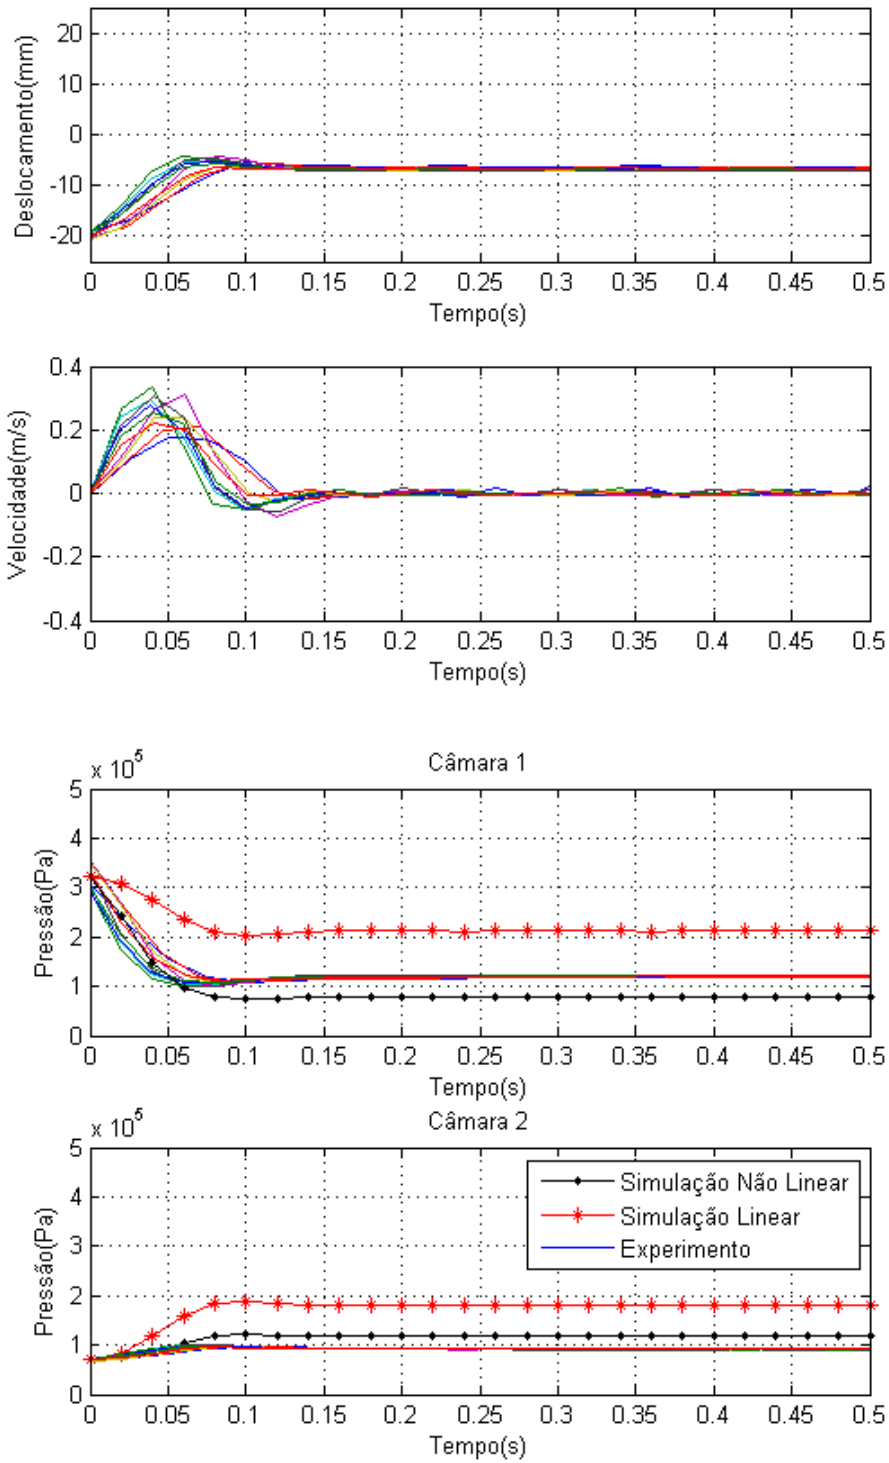 20
10
0
-10
-20
Deslocamento(mm)
0 0.05 0.1 0.15 0.2 0.25 0.3 0.35 0.4 0.45 0.5
Tempo(s)
0.4
0.2
0
-0.2
-0.4
Velocidade(m/s)
0 0.05 0.1 0.15 0.2 0.25 0.3 0.35 0.4 0.45 0.5
Tempo(s)
x 10^5
Câmara 1
5
4
3
2
1
0
Pressão(Pa)
0 0.05 0.1 0.15 0.2 0.25 0.3 0.35 0.4 0.45 0.5
Tempo(s)
x 10^5
Câmara 2
5
4
3
2
1
0
Pressão(Pa)
Simulação Não Linear
Simulação Linear
Experimento
0 0.05 0.1 0.15 0.2 0.25 0.3 0.35 0.4 0.45 0.5
Tempo(s)